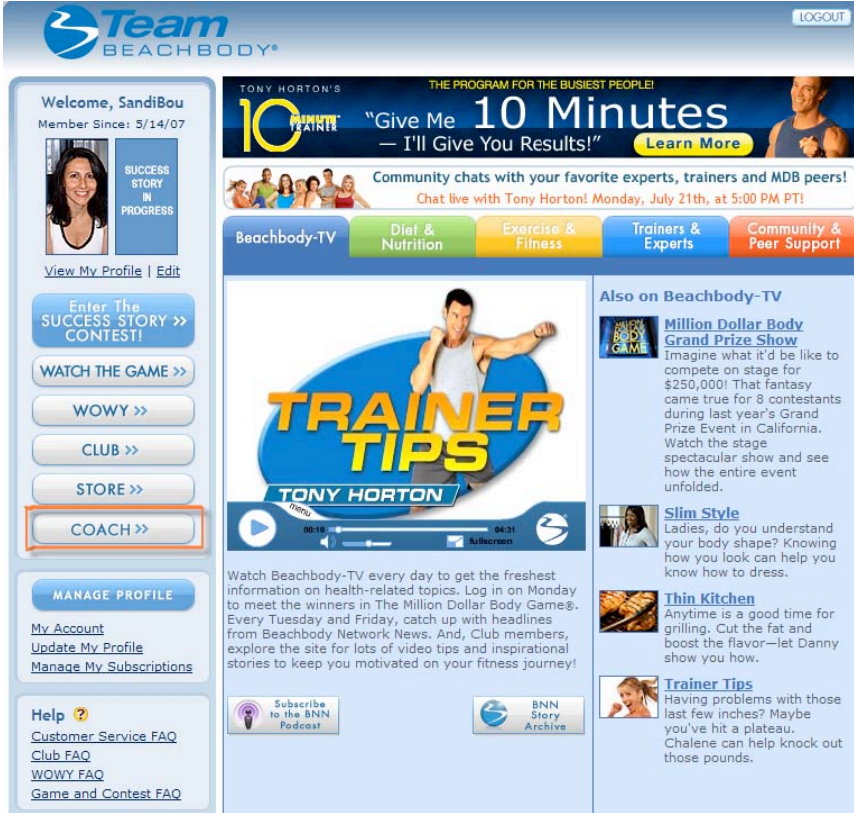 Team
BEACHBODY®
LOGOUT
Welcome, SandiBou
Member Since: 5/14/07
SUCCESS
STORY
IN
PROGRESS
View My Profile | Edit
Enter The
SUCCESS STORY >>
CONTEST!
WATCH THE GAME >>
WOWY >>
CLUB >>
STORE >>
COACH >>
MANAGE PROFILE
My Account
Update My Profile
Manage My Subscriptions
Help ?
Customer Service FAQ
Club FAQ
WOWY FAQ
Game and Contest FAQ
TONY HORTON'S
10 MINUTE
TRAINER
THE PROGRAM FOR THE BUSIEST PEOPLE!
"Give Me 10 Minutes
— I'll Give You Results!"
Learn More
Community chats with your favorite experts, trainers and MDB peers!
Chat live with Tony Horton! Monday, July 21th, at 5:00 PM PT!
Beachbody-TV
Diet &
Nutrition
Exercise &
Fitness
Trainers &
Experts
Community &
Peer Support
TRAINER
TIPS
TONY HORTON
menu
00:10
04:31
fullscreen
Watch Beachbody-TV every day to get the freshest
information on health-related topics. Log in on Monday
to meet the winners in The Million Dollar Body Game®.
Every Tuesday and Friday, catch up with headlines
from Beachbody Network News. And, Club members,
explore the site for lots of video tips and inspirational
stories to keep you motivated on your fitness journey!
Subscribe
to the BNN
Podcast
BNN
Story
Archive
Also on Beachbody-TV
MILLION
DOLLAR
BODY
GAME
Million Dollar Body
Grand Prize Show
Imagine what it'd be like to
compete on stage for
$250,000! That fantasy
came true for 8 contestants
during last year's Grand
Prize Event in California.
Watch the stage
spectacular show and see
how the entire event
unfolded.
Slim Style
Ladies, do you understand
your body shape? Knowing
how you look can help you
know how to dress.
Thin Kitchen
Anytime is a good time for
grilling. Cut the fat and
boost the flavor—let Danny
show you how.
Trainer Tips
Having problems with those
last few inches? Maybe
you've hit a plateau.
Chalene can help knock out
those pounds.